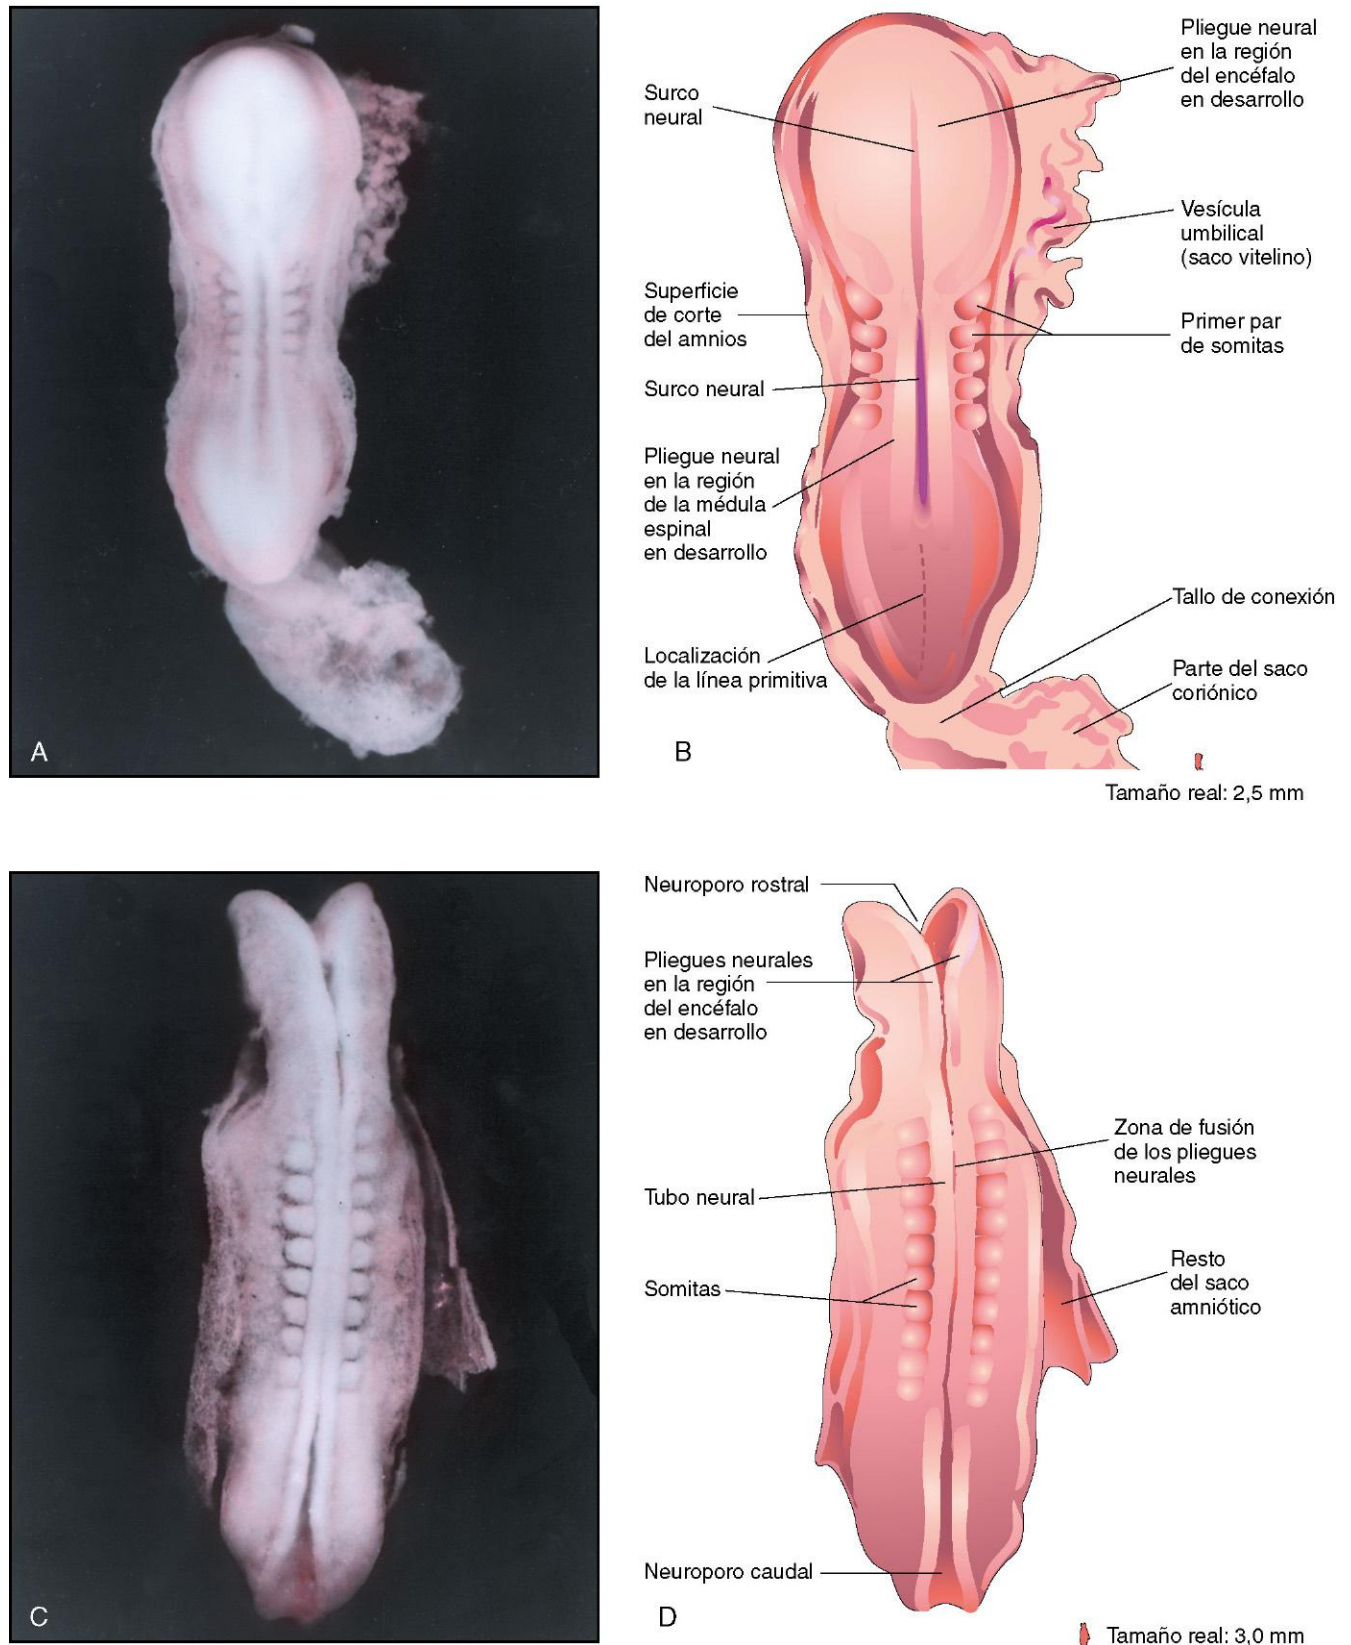 A
Surco
neural
Superficie
de corte
del amnios
Surco neural
Pliegue neural
en la región
de la médula
espinal
en desarrollo
Localización
de la línea primitiva
Pliegue neural
en la región
del encéfalo
en desarrollo
Vesícula
umbilical
(saco vitelino)
Primer par
de somitas
Tallo de conexión
Parte del saco
coriónico
B
Tamaño real: 2,5 mm
C
Neuroporo rostral
Pliegues neurales
en la región
del encéfalo
en desarrollo
Tubo neural
Somitas
Neuroporo caudal
Zona de fusión
de los pliegues
neurales
Resto
del saco
amniótico
D
Tamaño real: 3,0 mm